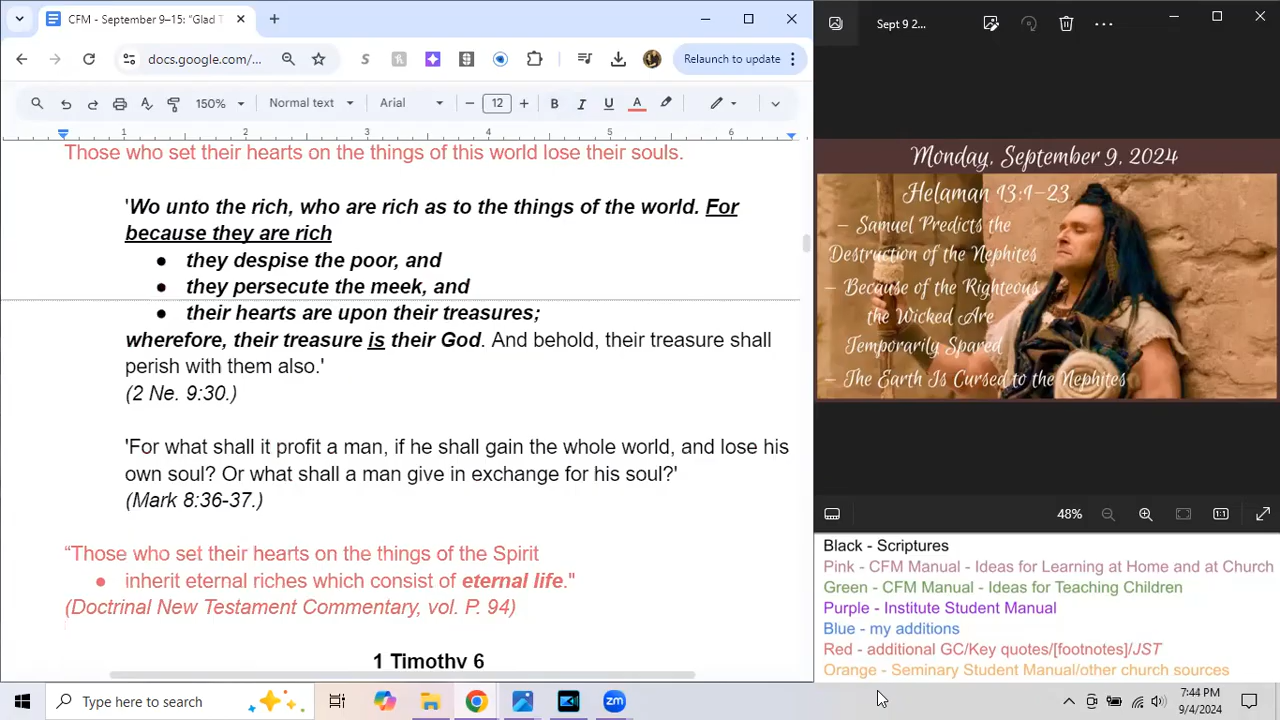 CFM - September 9–15: “Glad T
docs.google.com/...
Relaunch to update
150%
Normal text
Arial
12
1 2 3 4 5 6
Those who set their hearts on the things of this world lose their souls.
'Wo unto the rich, who are rich as to the things of the world. For
because they are rich
● they despise the poor, and
● they persecute the meek, and
● their hearts are upon their treasures;
wherefore, their treasure is their God. And behold, their treasure shall
perish with them also.'
(2 Ne. 9:30.)
'For what shall it profit a man, if he shall gain the whole world, and lose his
own soul? Or what shall a man give in exchange for his soul?'
(Mark 8:36-37.)
“Those who set their hearts on the things of the Spirit
● inherit eternal riches which consist of eternal life."
(Doctrinal New Testament Commentary, vol. P. 94)
1 Timothy 6
Sept 9 2...
Monday, September 9, 2024
Helaman 13:1–23
– Samuel Predicts the
Destruction of the Nephites
– Because of the Righteous
the Wicked Are
Temporarily Spared
– The Earth Is Cursed to the Nephites
48%
1:1
Black - Scriptures
Pink - CFM Manual - Ideas for Learning at Home and at Church
Green - CFM Manual - Ideas for Teaching Children
Purple - Institute Student Manual
Blue - my additions
Red - additional GC/Key quotes/[footnotes]/JST
Orange - Seminary Student Manual/other church sources
Type here to search
zm
7:44 PM
9/4/2024